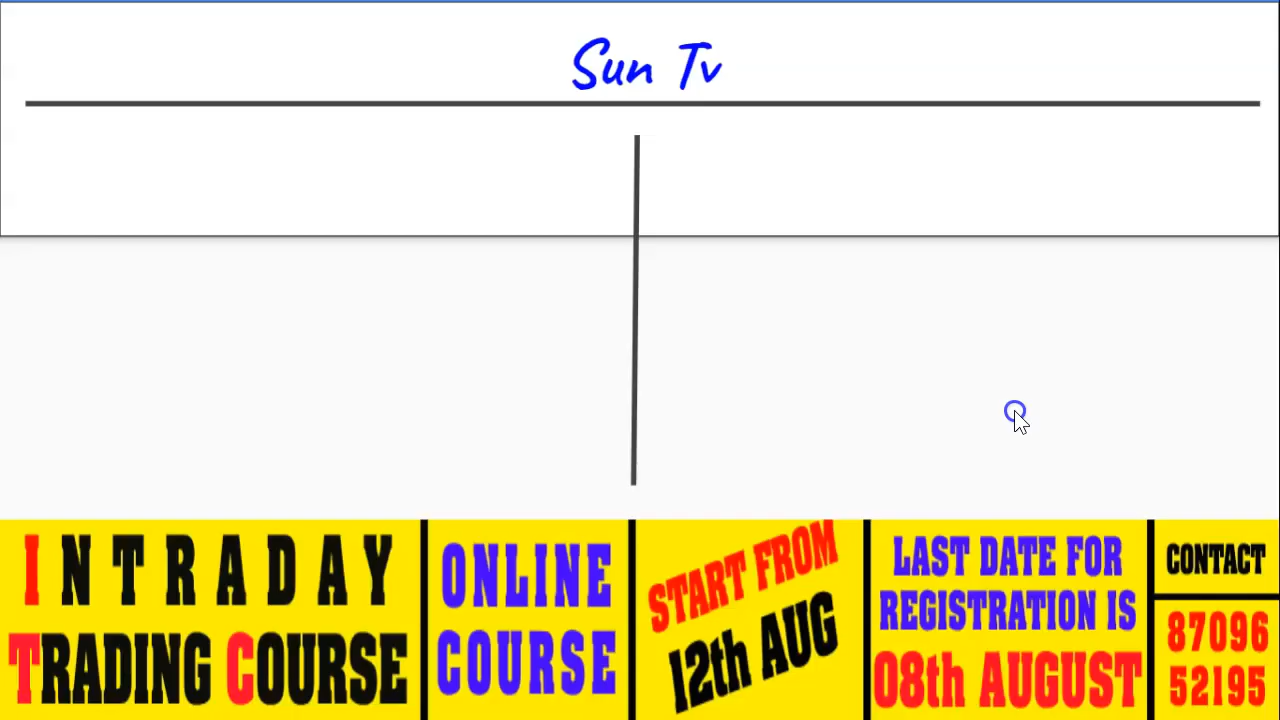 Sun Tv
INTRADAY
TRADING COURSE
ONLINE
COURSE
START FROM
12th AUG
LAST DATE FOR
REGISTRATION IS
08th AUGUST
CONTACT
87096
52195